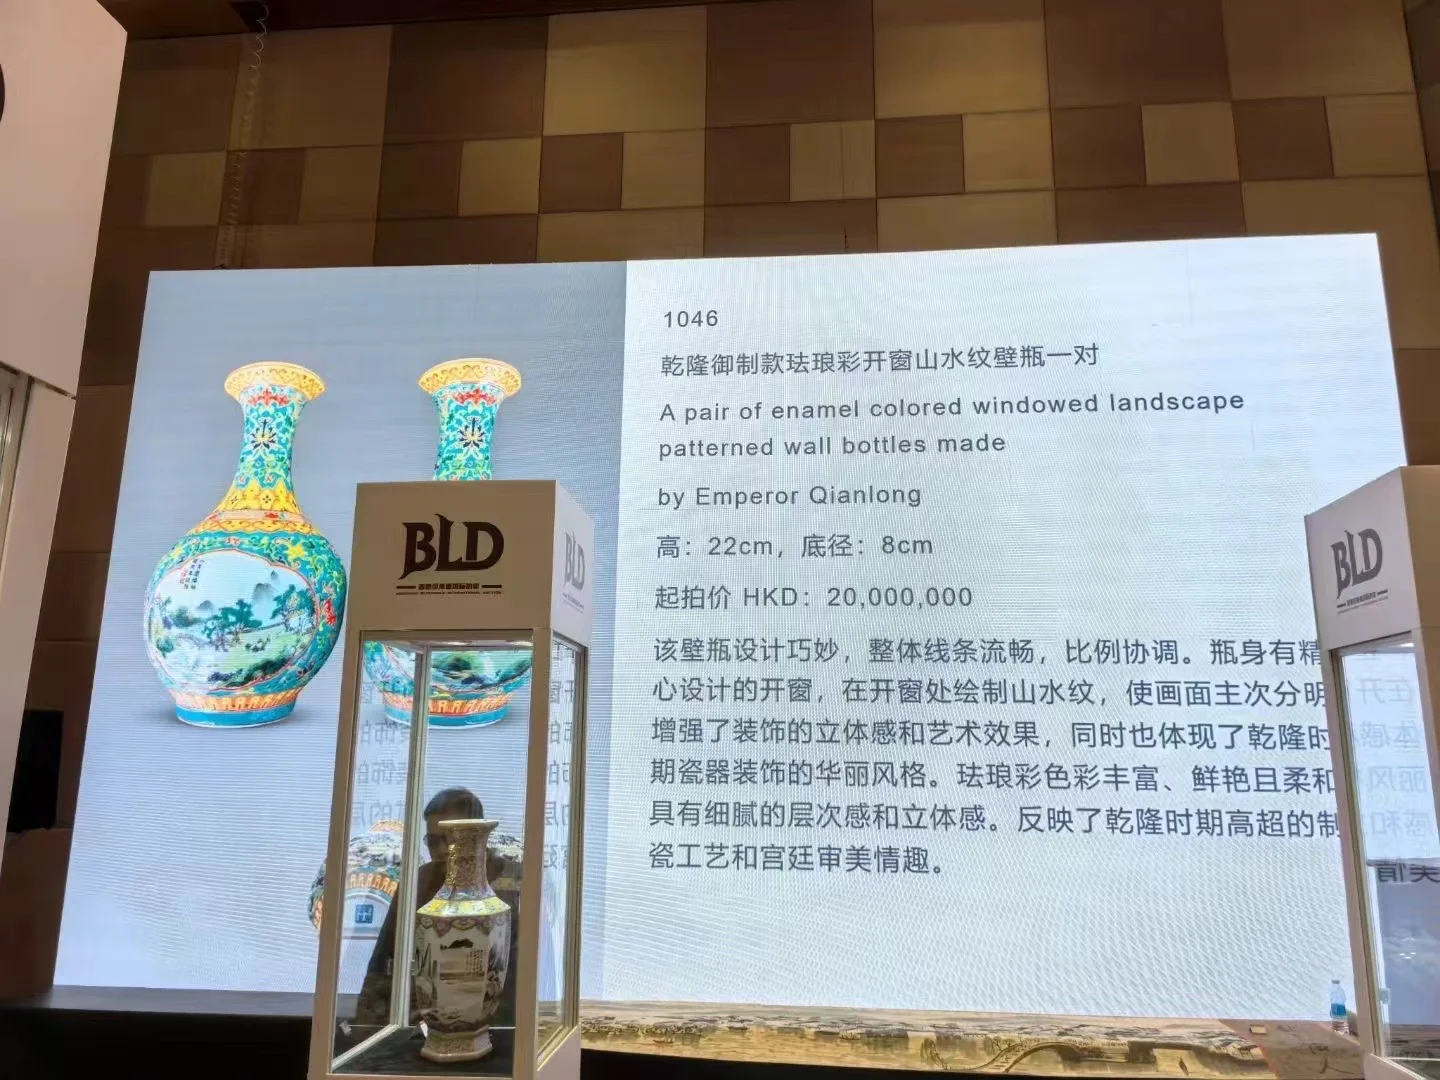 1046
乾隆御制款珐琅彩开窗山水纹壁瓶一对
A pair of enamel colored windowed landscape
patterned wall bottles made
by Emperor Qianlong
高：22cm，底径：8cm
起拍价 HKD：20,000,000
该壁瓶设计巧妙，整体线条流畅，比例协调。瓶身有精
心设计的开窗，在开窗处绘制山水纹，使画面主次分明
增强了装饰的立体感和艺术效果，同时也体现了乾隆时
期瓷器装饰的华丽风格。珐琅彩色彩丰富、鲜艳且柔和
具有细腻的层次感和立体感。反映了乾隆时期高超的制
瓷工艺和宫廷审美情趣。
BLD
BLD
BLD